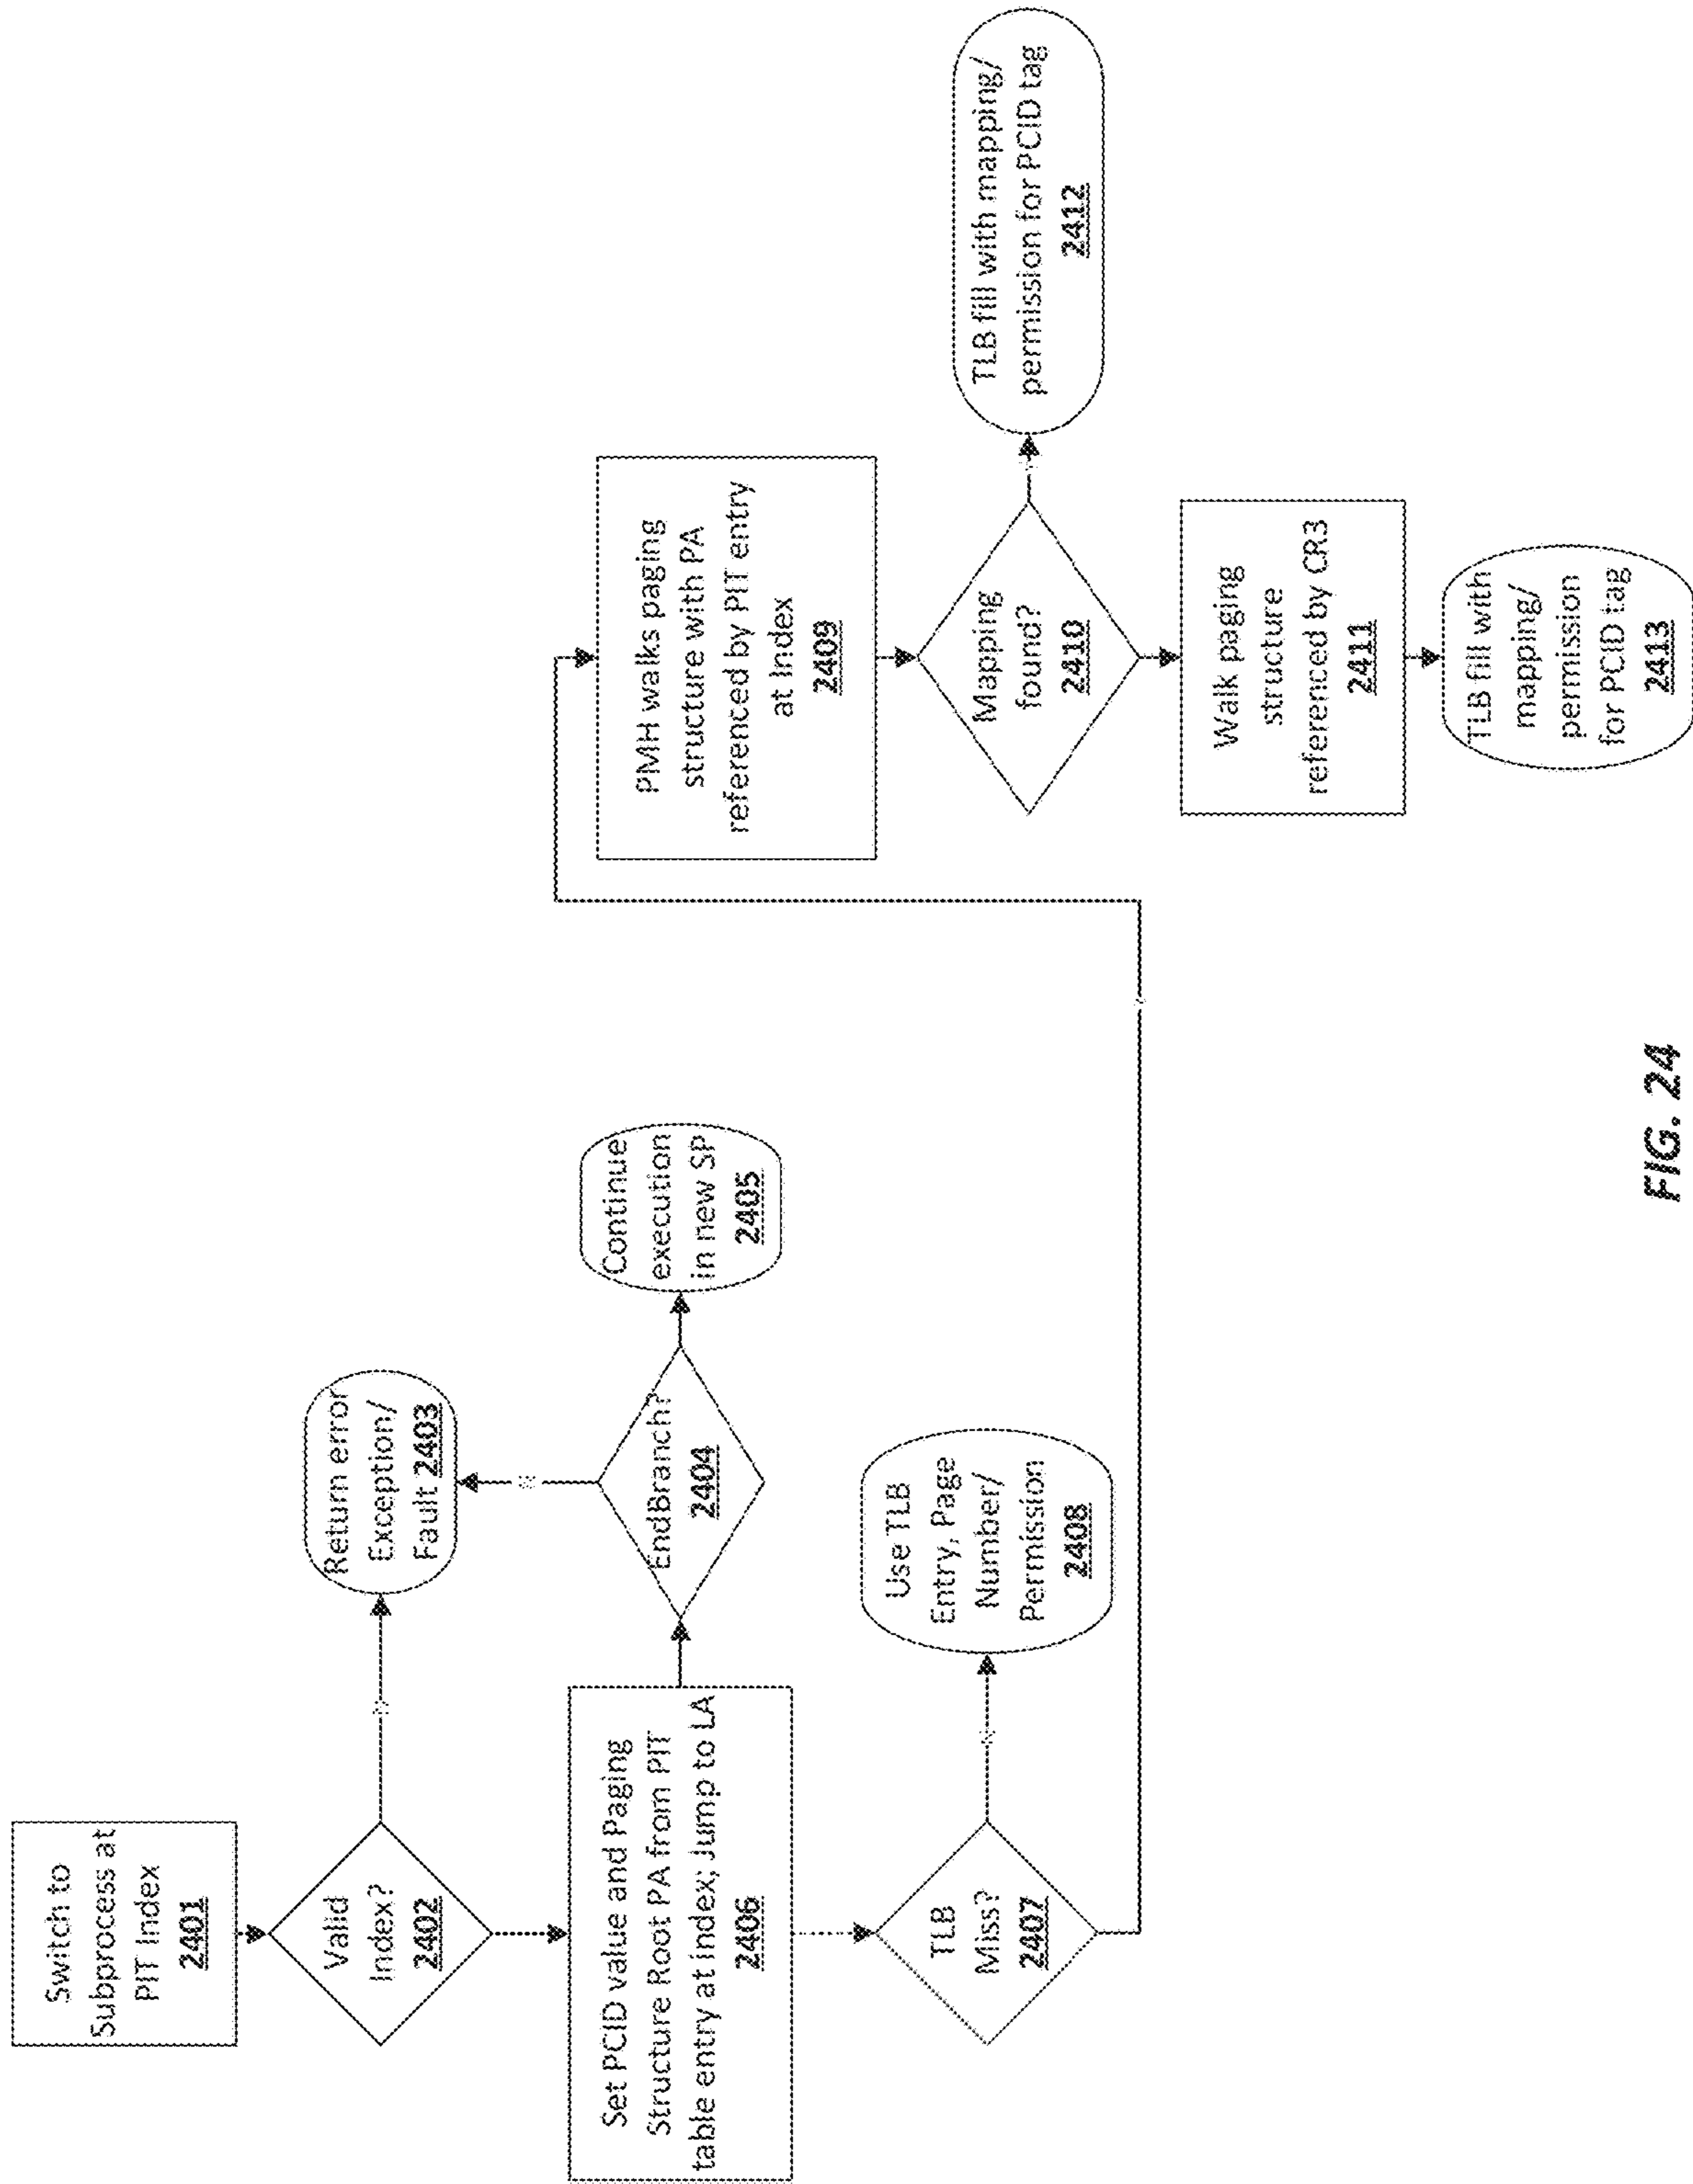 Switch to
Subprocess at
PIT Index
2401
Valid
Index?
2402
Return error
Exception/
Fault 2403
EndBranch?
2404
Continue
execution
in new SP
2405
Set PCID value and Paging
Structure Root PA from PIT
table entry at index; Jump to LA
2406
TLB
Miss?
2407
Use TLB
Entry, Page
Number/
Permission
2408
PMH walks paging
structure with PA
referenced by PIT entry
at Index
2409
Mapping
found?
2410
Walk paging
structure
referenced by CR3
2411
TLB fill with mapping/
permission for PCID tag
2412
TLB fill with
mapping/
permission
for PCID tag
2413
FIG. 24